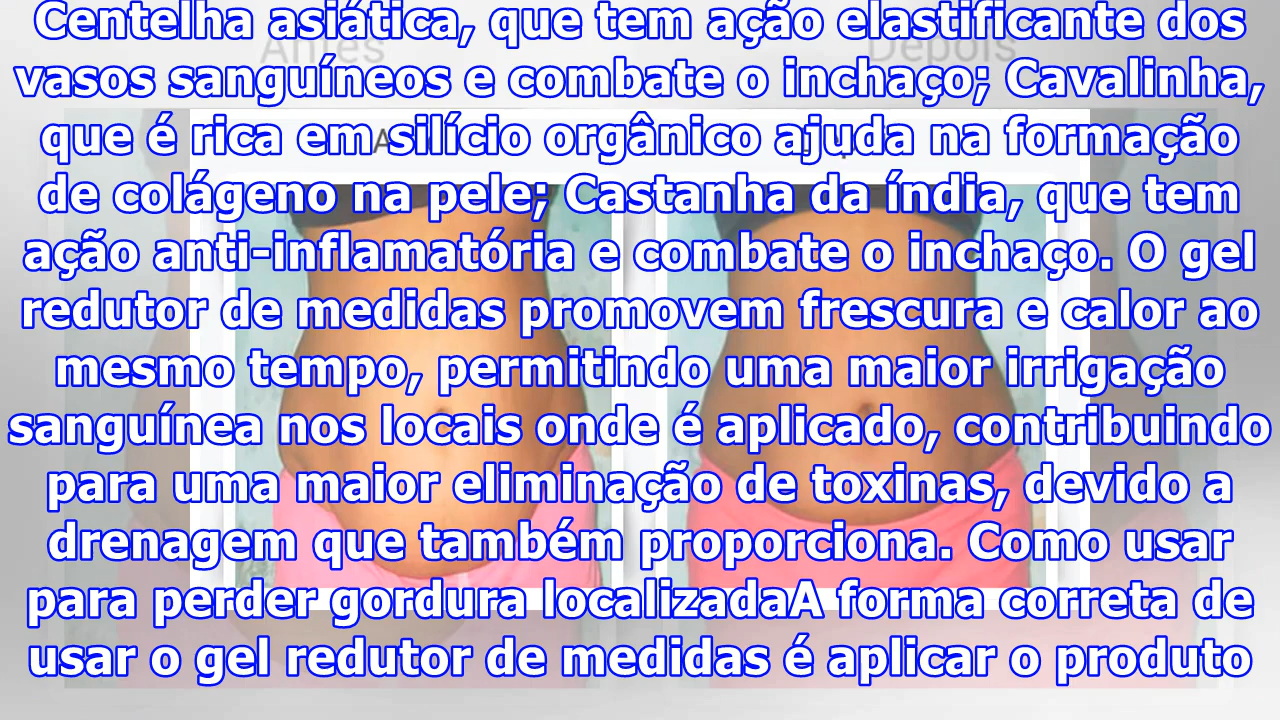 Centelha asiática, que tem ação elastificante dos
Antes
Depois
vasos sanguíneos e combate o inchaço; Cavalinha,
que é rica em silício orgânico ajuda na formação
de colágeno na pele; Castanha da índia, que tem
ação anti-inflamatória e combate o inchaço. O gel
redutor de medidas promovem frescura e calor ao
mesmo tempo, permitindo uma maior irrigação
sanguínea nos locais onde é aplicado, contribuindo
para uma maior eliminação de toxinas, devido a
drenagem que também proporciona. Como usar
para perder gordura localizadaA forma correta de
usar o gel redutor de medidas é aplicar o produto